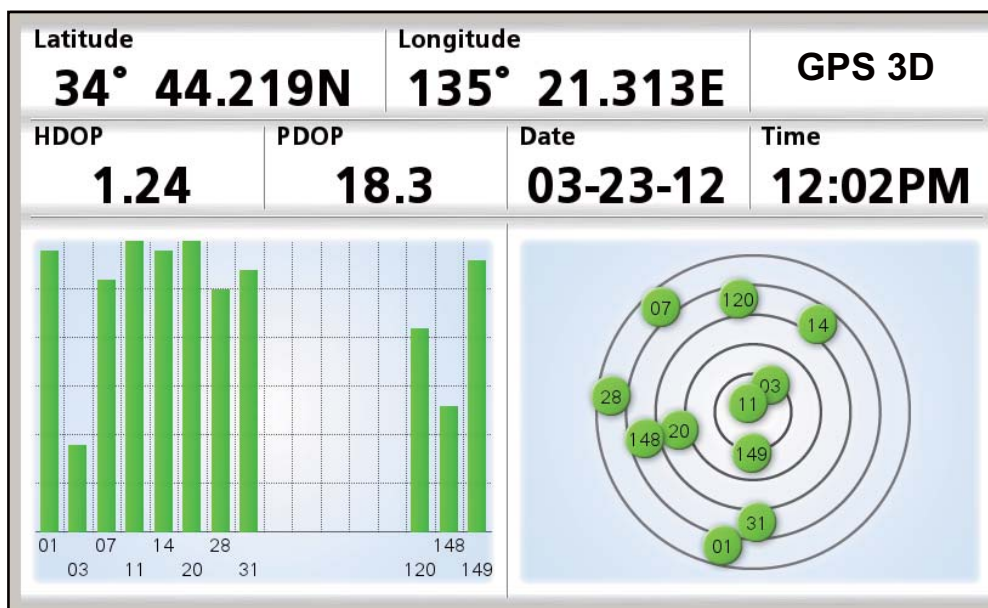 Latitude
34° 44.219N
Longitude
135° 21.313E
GPS 3D
HDOP
1.24
PDOP
18.3
Date
03-23-12
Time
12:02PM
01 07 14 28 148
03 11 20 31 120 149
07
120
14
28
03
11
148
20
149
31
01